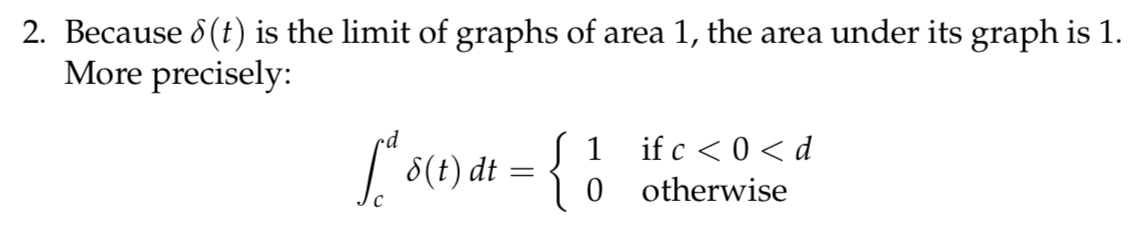 2. Because δ(t) is the limit of graphs of area 1, the area under its graph is 1.
More precisely:
∫_c^d δ(t) dt = { 1 if c < 0 < d
0 otherwise